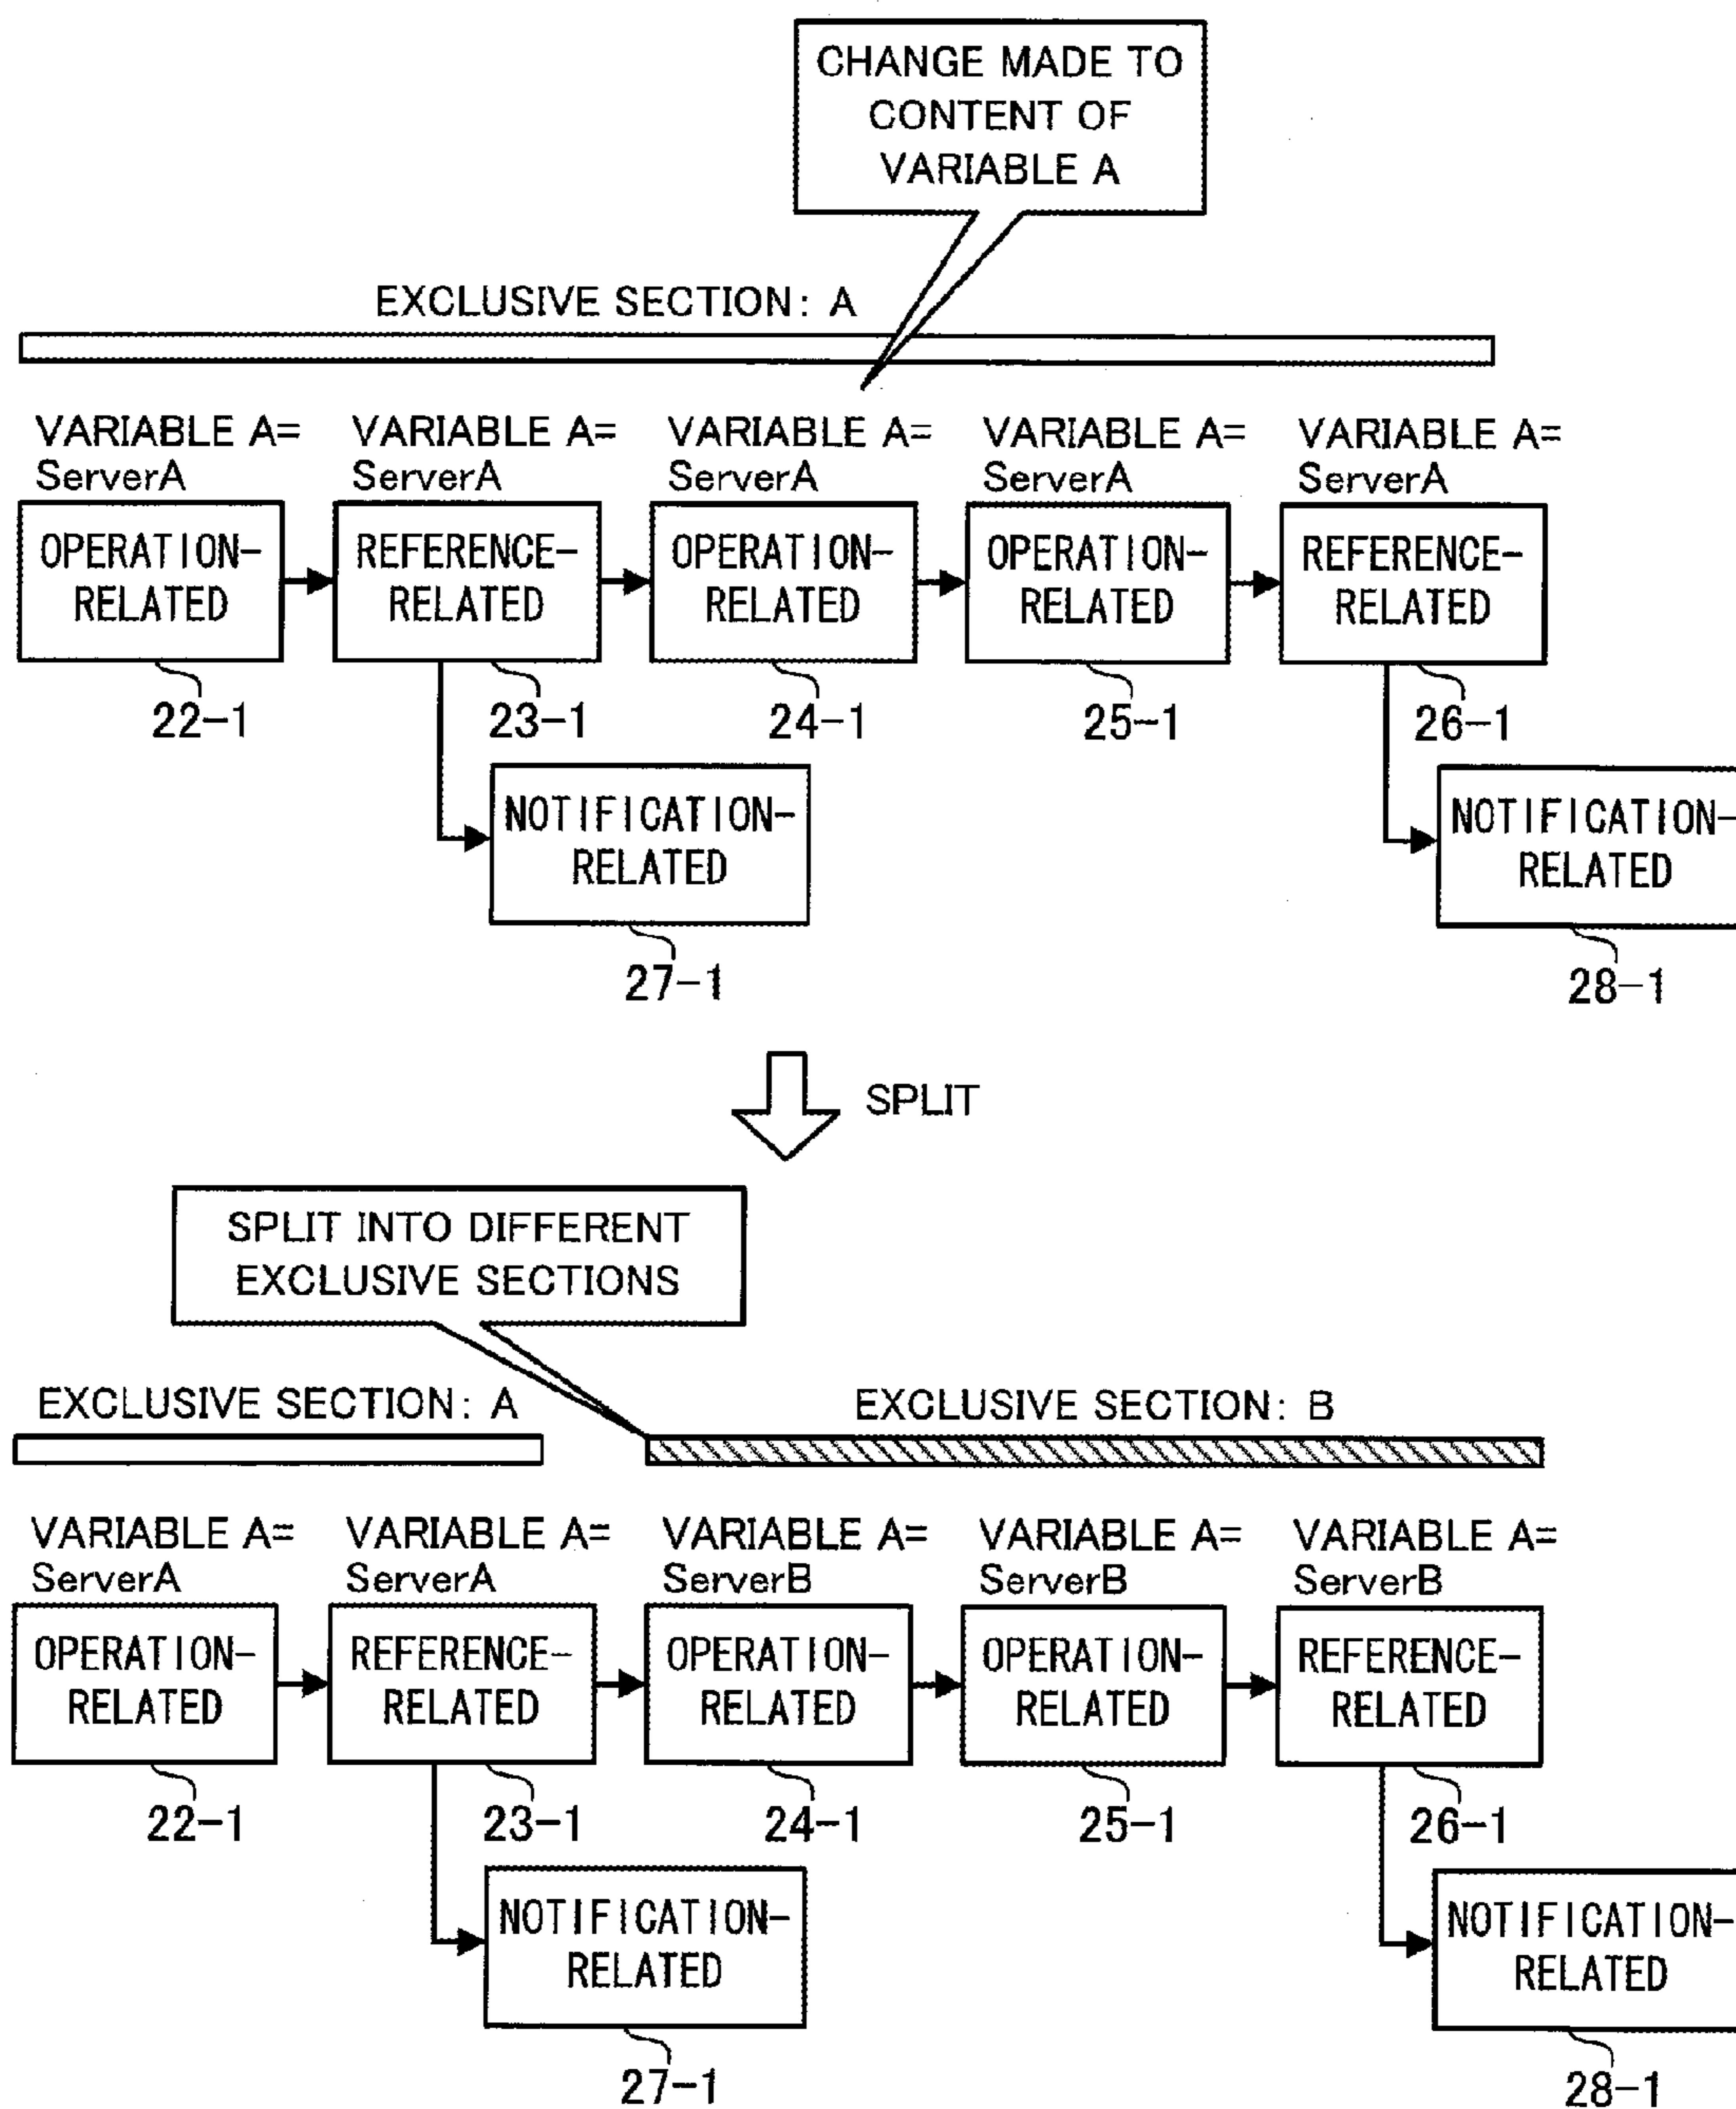 CHANGE MADE TO
CONTENT OF
VARIABLE A
EXCLUSIVE SECTION: A
VARIABLE A= VARIABLE A= VARIABLE A= VARIABLE A= VARIABLE A=
ServerA ServerA ServerA ServerA ServerA
OPERATION- REFERENCE- OPERATION- OPERATION- REFERENCE-
RELATED RELATED RELATED RELATED RELATED
22-1 23-1 24-1 25-1 26-1
NOTIFICATION- NOTIFICATION-
RELATED RELATED
27-1 28-1
SPLIT
SPLIT INTO DIFFERENT
EXCLUSIVE SECTIONS
EXCLUSIVE SECTION: A EXCLUSIVE SECTION: B
VARIABLE A= VARIABLE A= VARIABLE A= VARIABLE A= VARIABLE A=
ServerA ServerA ServerB ServerB ServerB
OPERATION- REFERENCE- OPERATION- OPERATION- REFERENCE-
RELATED RELATED RELATED RELATED RELATED
22-1 23-1 24-1 25-1 26-1
NOTIFICATION- NOTIFICATION-
RELATED RELATED
27-1 28-1